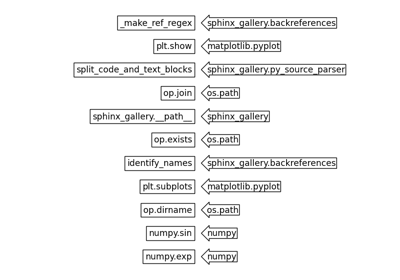 _make_ref_regex sphinx_gallery.backreferences
plt.show matplotlib.pyplot
split_code_and_text_blocks sphinx_gallery.py_source_parser
op.join os.path
sphinx_gallery.__path__ sphinx_gallery
op.exists os.path
identify_names sphinx_gallery.backreferences
plt.subplots matplotlib.pyplot
op.dirname os.path
numpy.sin numpy
numpy.exp numpy